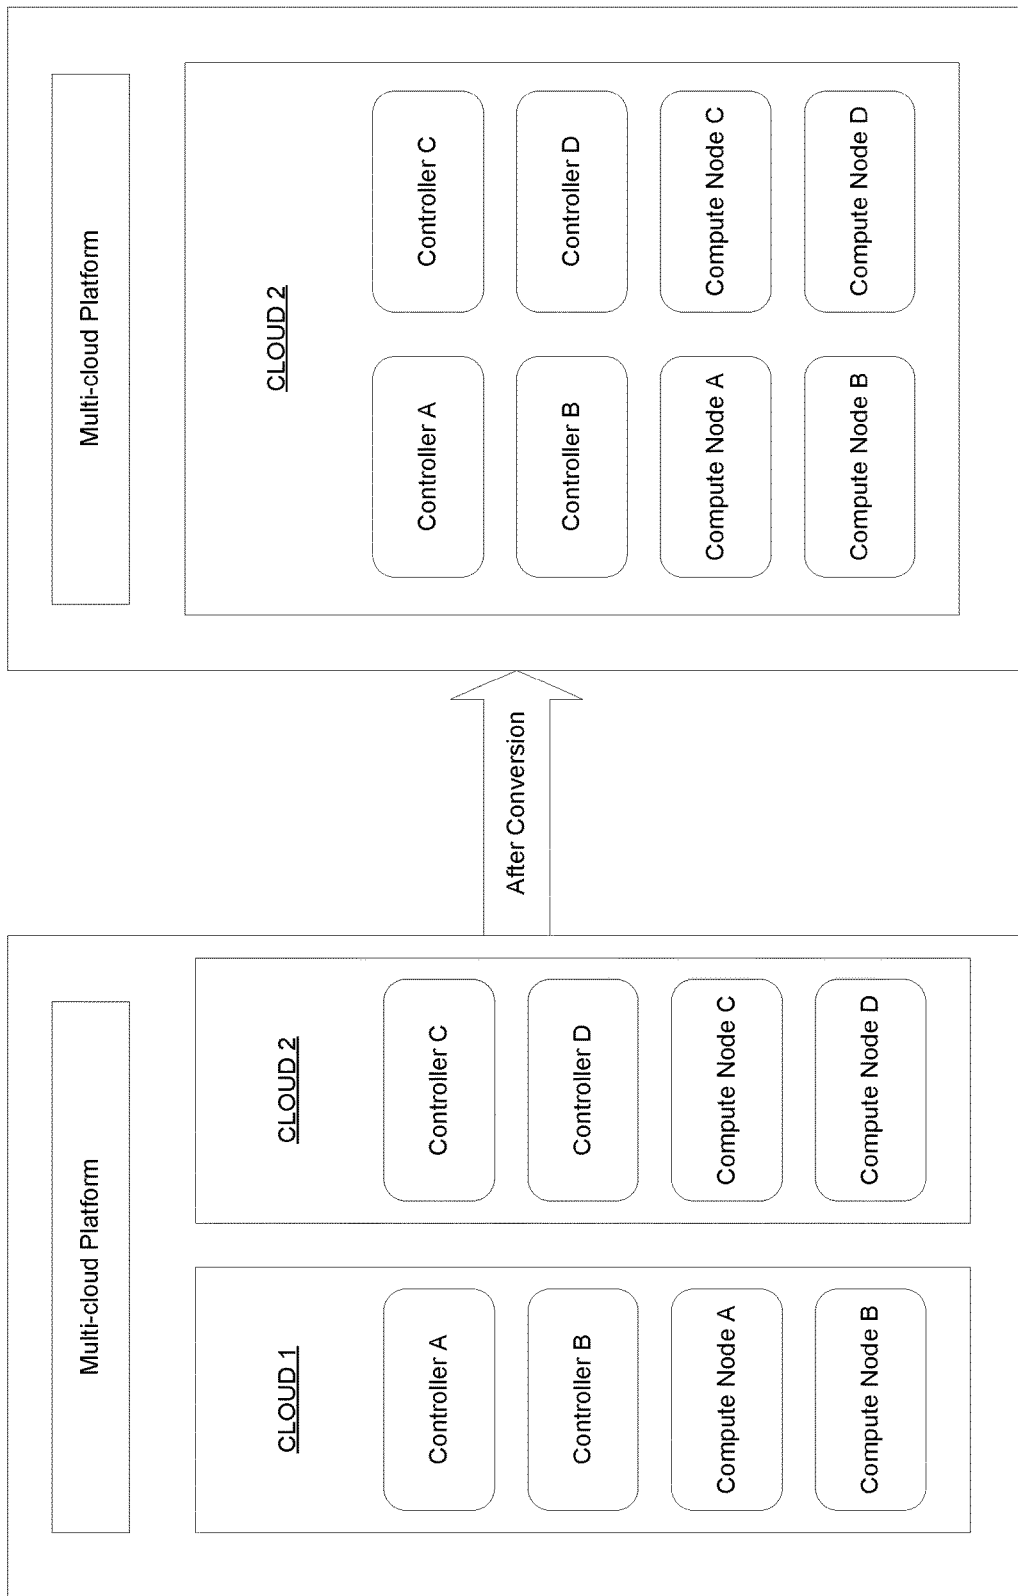 Multi-cloud Platform
CLOUD 1
Controller A
Controller B
Compute Node A
Compute Node B
CLOUD 2
Controller C
Controller D
Compute Node C
Compute Node D
After Conversion
Multi-cloud Platform
CLOUD 2
Controller A
Controller C
Controller B
Controller D
Compute Node A
Compute Node C
Compute Node B
Compute Node D